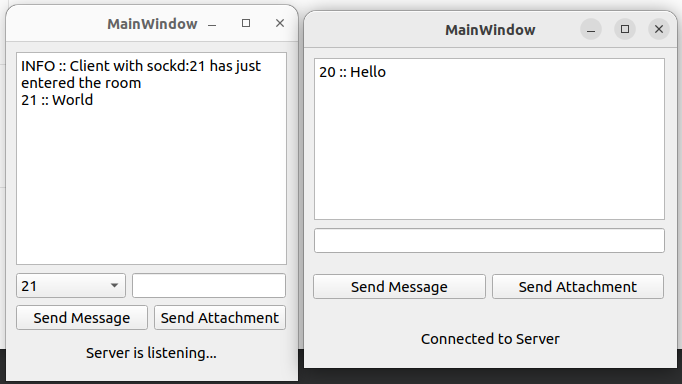 MainWindow
INFO :: Client with sockd:21 has just
entered the room
21 :: World
21
Send Message
Send Attachment
Server is listening...
MainWindow
20 :: Hello
Send Message
Send Attachment
Connected to Server